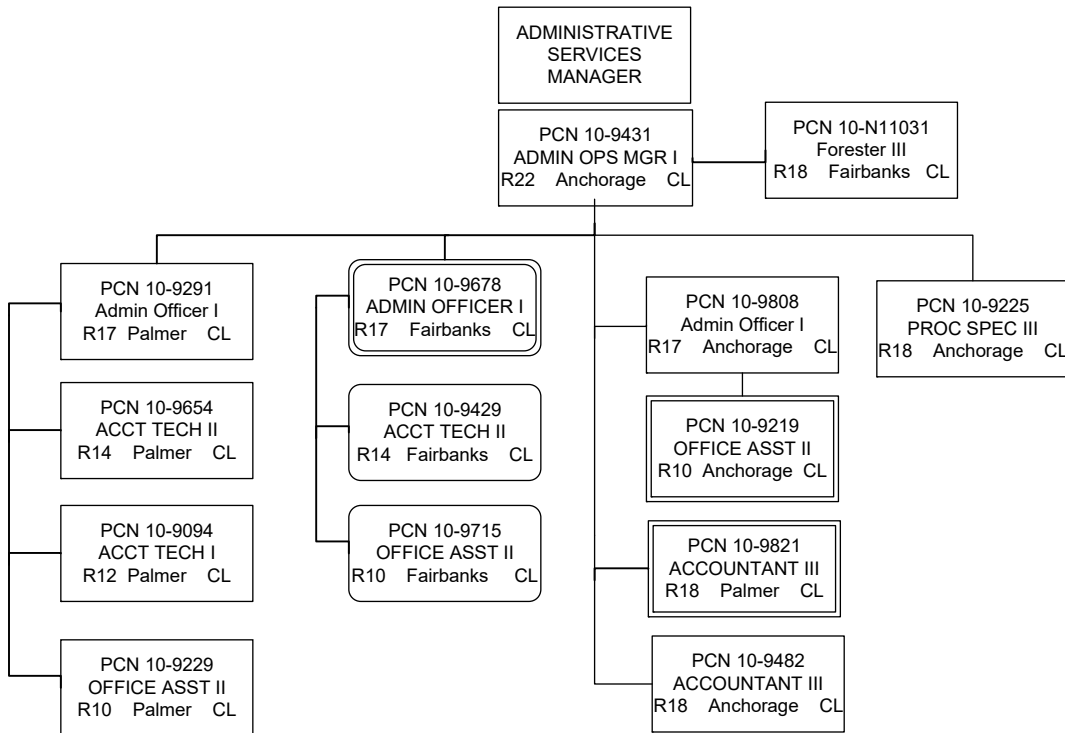 ADMINISTRATIVE
SERVICES
MANAGER
PCN 10-9431
ADMIN OPS MGR I
R22 Anchorage CL
PCN 10-N11031
Forester III
R18 Fairbanks CL
PCN 10-9291
Admin Officer I
R17 Palmer CL
PCN 10-9654
ACCT TECH II
R14 Palmer CL
PCN 10-9094
ACCT TECH I
R12 Palmer CL
PCN 10-9229
OFFICE ASST II
R10 Palmer CL
PCN 10-9678
ADMIN OFFICER I
R17 Fairbanks CL
PCN 10-9429
ACCT TECH II
R14 Fairbanks CL
PCN 10-9715
OFFICE ASST II
R10 Fairbanks CL
PCN 10-9808
Admin Officer I
R17 Anchorage CL
PCN 10-9219
OFFICE ASST II
R10 Anchorage CL
PCN 10-9821
ACCOUNTANT III
R18 Palmer CL
PCN 10-9482
ACCOUNTANT III
R18 Anchorage CL
PCN 10-9225
PROC SPEC III
R18 Anchorage CL